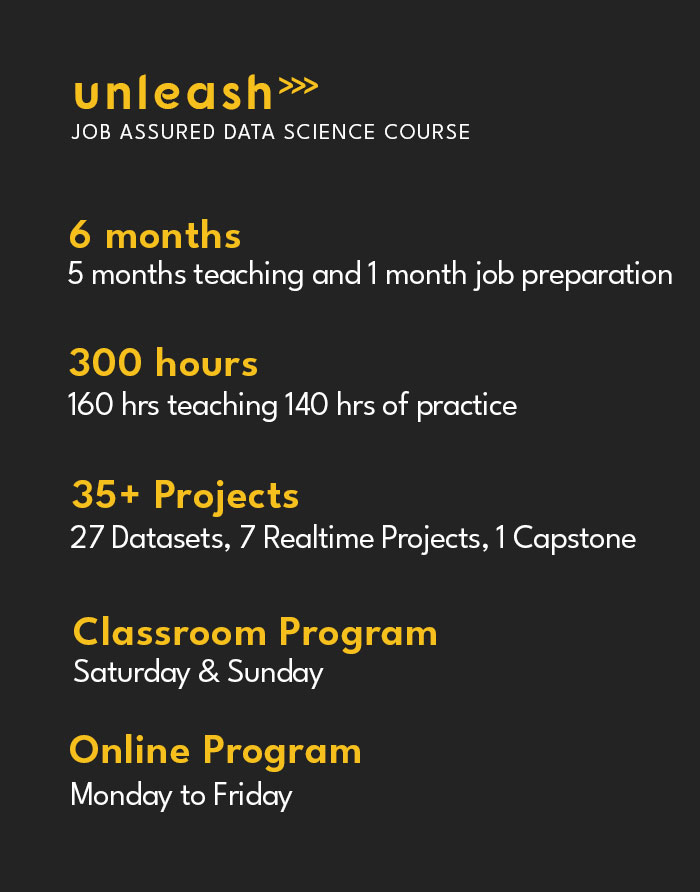 unleash>>>
JOB ASSURED DATA SCIENCE COURSE
6 months
5 months teaching and 1 month job preparation
300 hours
160 hrs teaching 140 hrs of practice
35+ Projects
27 Datasets, 7 Realtime Projects, 1 Capstone
Classroom Program
Saturday & Sunday
Online Program
Monday to Friday